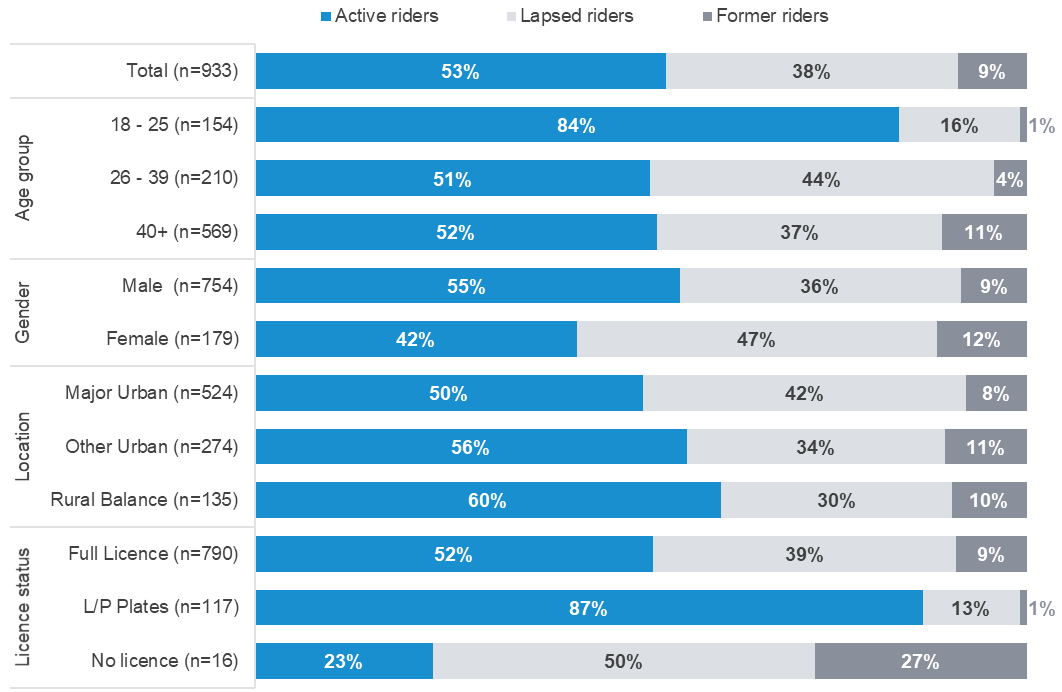 Active riders Lapsed riders Former riders
Total (n=933) 53% 38% 9%
Age group
18 - 25 (n=154) 84% 16% 1%
26 - 39 (n=210) 51% 44% 4%
40+ (n=569) 52% 37% 11%
Gender
Male (n=754) 55% 36% 9%
Female (n=179) 42% 47% 12%
Location
Major Urban (n=524) 50% 42% 8%
Other Urban (n=274) 56% 34% 11%
Rural Balance (n=135) 60% 30% 10%
Licence status
Full Licence (n=790) 52% 39% 9%
L/P Plates (n=117) 87% 13% 1%
No licence (n=16) 23% 50% 27%